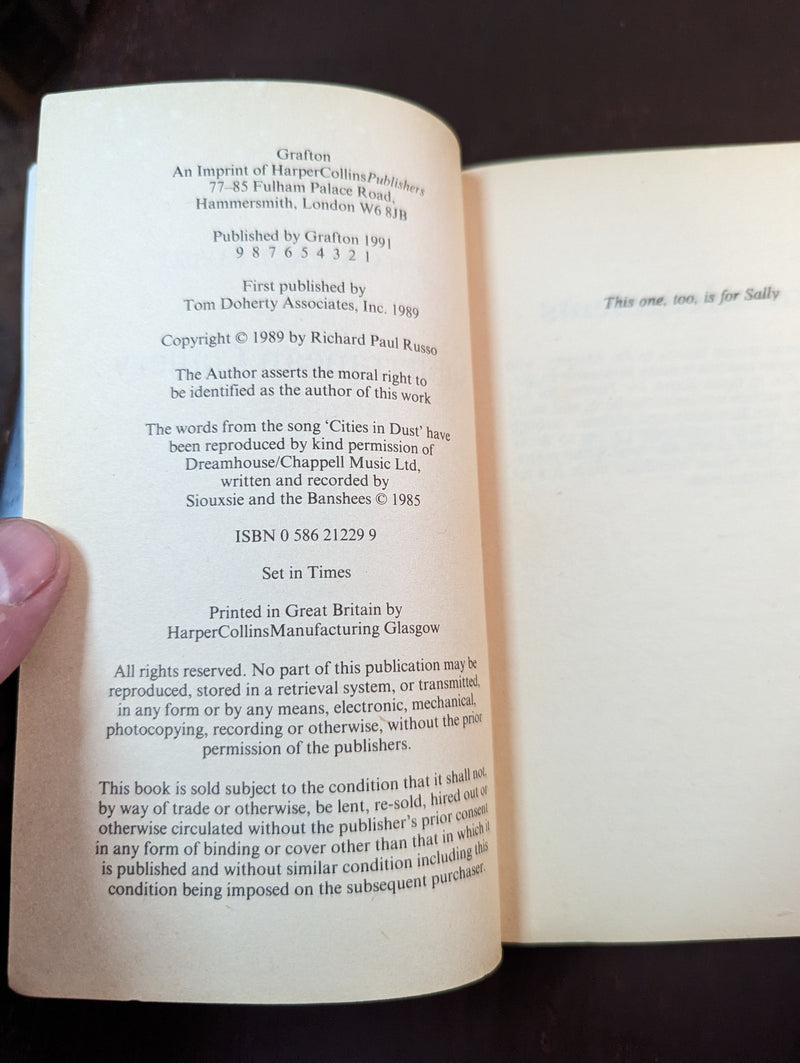 Grafton
An Imprint of HarperCollinsPublishers
77–85 Fulham Palace Road,
Hammersmith, London W6 8JB
Published by Grafton 1991
9 8 7 6 5 4 3 2 1
First published by
Tom Doherty Associates, Inc. 1989
Copyright © 1989 by Richard Paul Russo
The Author asserts the moral right to
be identified as the author of this work
The words from the song ‘Cities in Dust’ have
been reproduced by kind permission of
Dreamhouse/Chappell Music Ltd,
written and recorded by
Siouxsie and the Banshees © 1985
ISBN 0 586 21229 9
Set in Times
Printed in Great Britain by
HarperCollinsManufacturing Glasgow
All rights reserved. No part of this publication may be
reproduced, stored in a retrieval system, or transmitted,
in any form or by any means, electronic, mechanical,
photocopying, recording or otherwise, without the prior
permission of the publishers.
This book is sold subject to the condition that it shall not,
by way of trade or otherwise, be lent, re-sold, hired out or
otherwise circulated without the publisher's prior consent
in any form of binding or cover other than that in which it
is published and without similar condition including this
condition being imposed on the subsequent purchaser.
This one, too, is for Sally